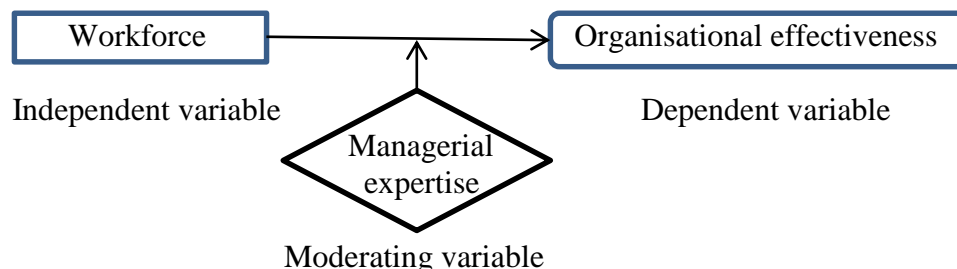 Workforce
Organisational effectiveness
Independent variable
Dependent variable
Managerial
expertise
Moderating variable